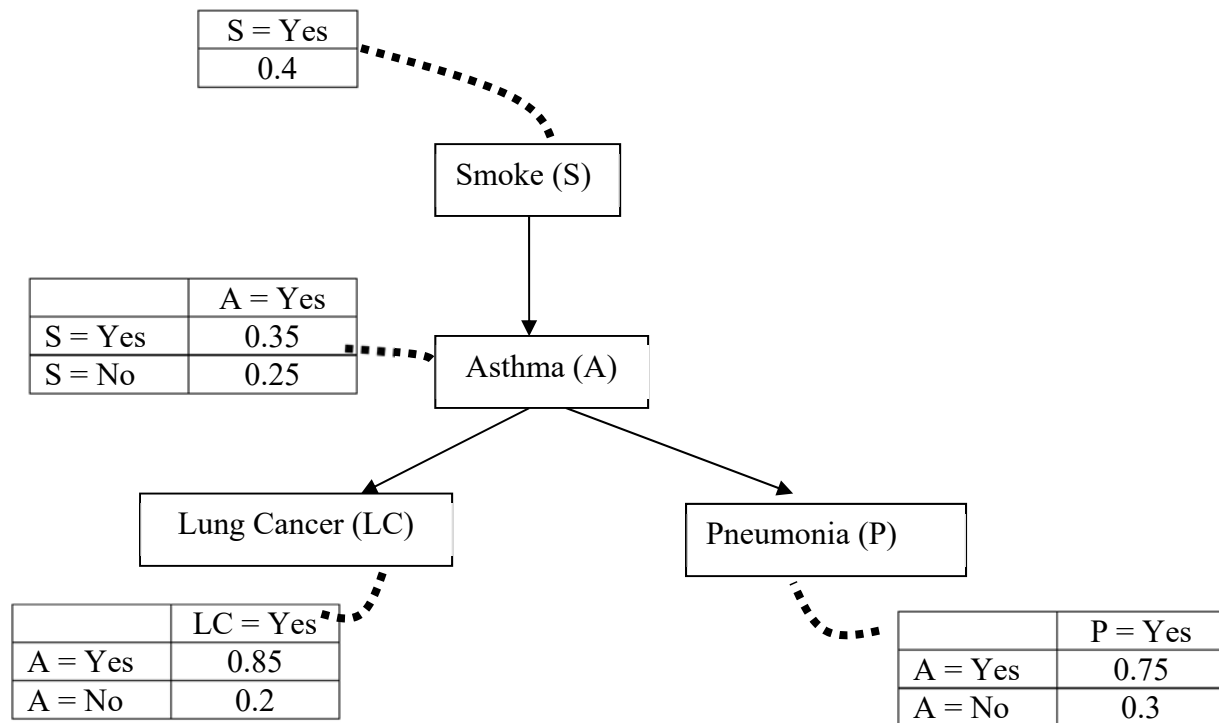 S = Yes
0.4
Smoke (S)
A = Yes
S = Yes 0.35
S = No 0.25
Asthma (A)
Lung Cancer (LC)
Pneumonia (P)
LC = Yes
A = Yes 0.85
A = No 0.2
P = Yes
A = Yes 0.75
A = No 0.3